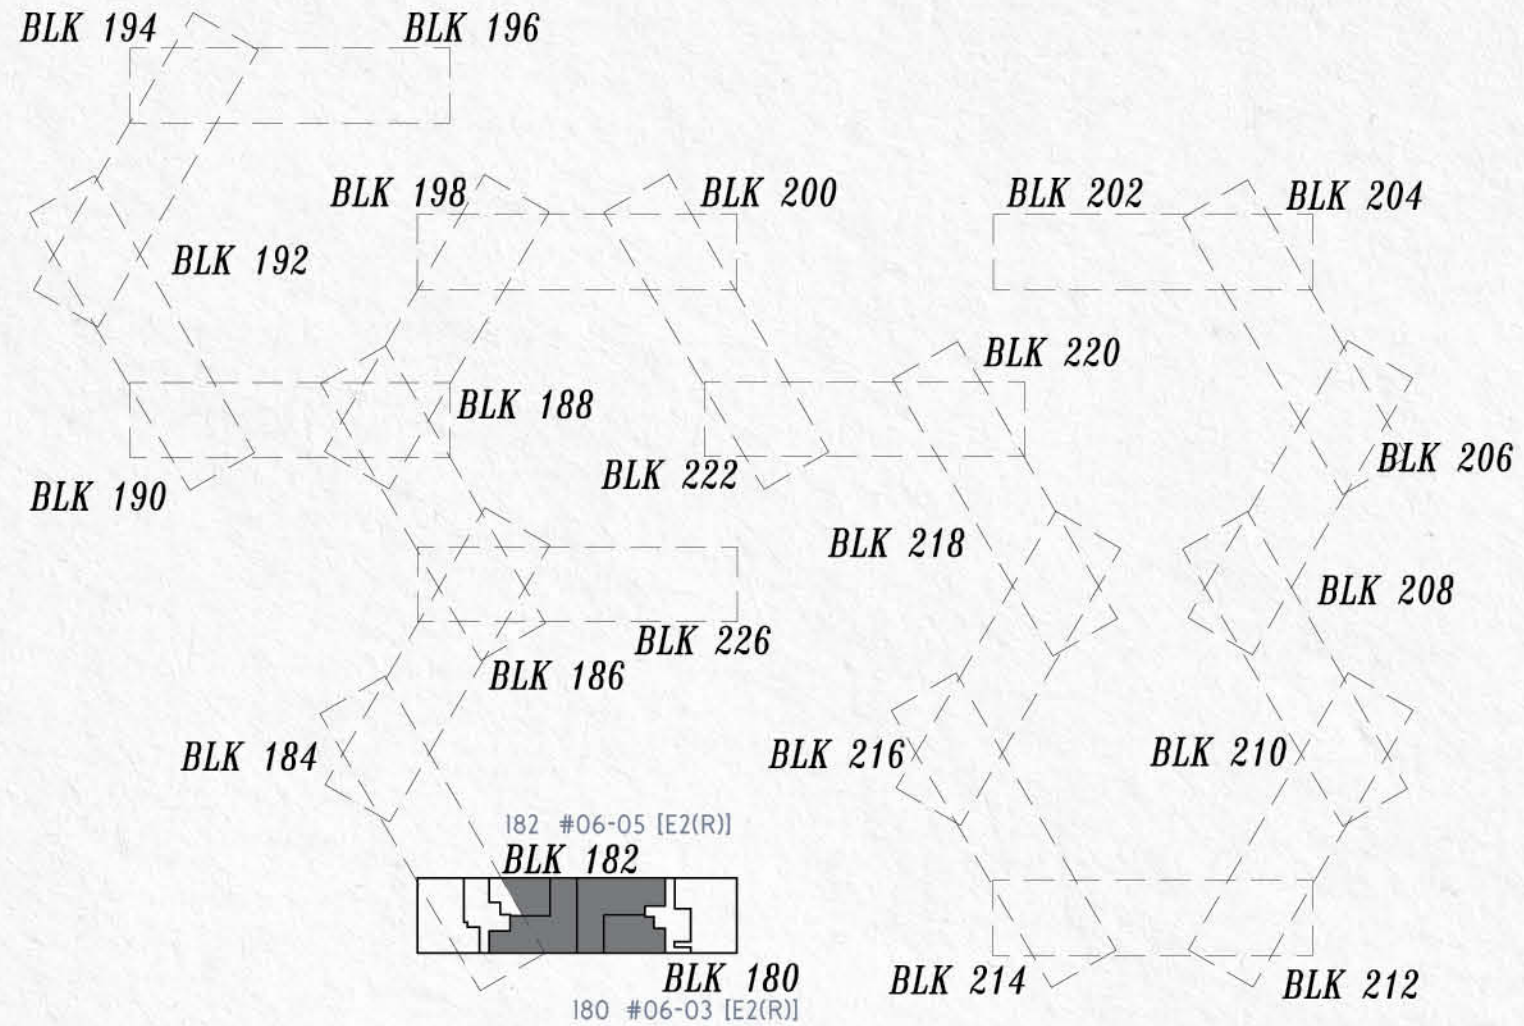 BLK 194
BLK 196
BLK 198
BLK 200
BLK 202
BLK 204
BLK 192
BLK 220
BLK 188
BLK 206
BLK 222
BLK 190
BLK 218
BLK 208
BLK 226
BLK 186
BLK 184
BLK 216
BLK 210
182 #06-05 [E2(R)]
BLK 182
BLK 180
BLK 214
BLK 212
180 #06-03 [E2(R)]